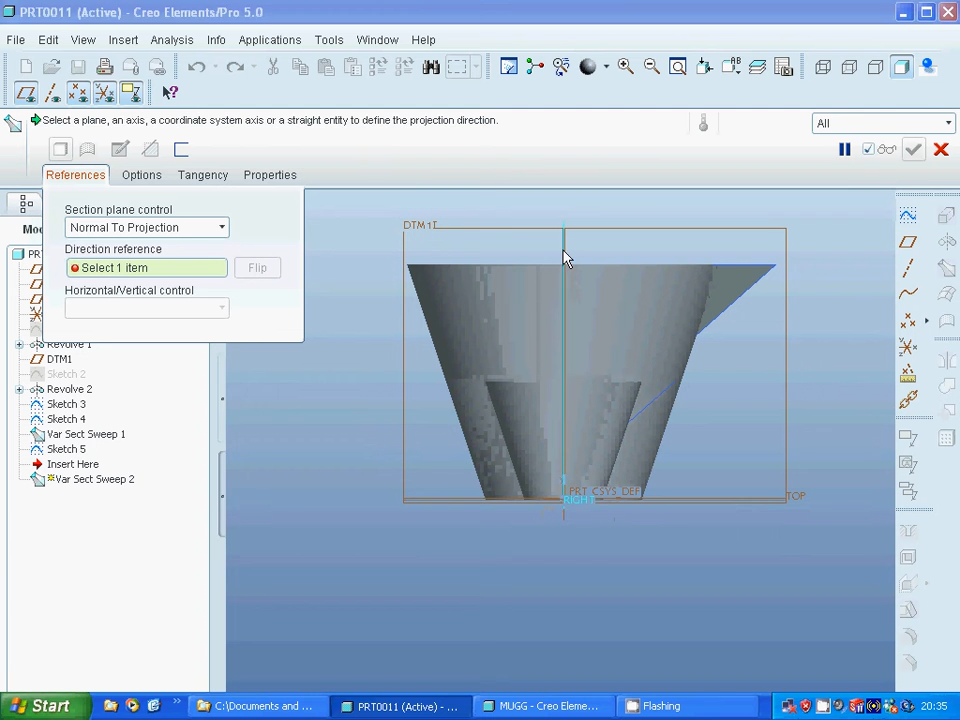 PRT0011 (Active) - Creo Elements/Pro 5.0
File Edit View Insert Analysis Info Applications Tools Window Help
Select a plane, an axis, a coordinate system axis or a straight entity to define the projection direction.
All
References Options Tangency Properties
Section plane control
Normal To Projection
Direction reference
Select 1 item
Flip
Horizontal/Vertical control
Mo
PR
Revolve 1
DTM1
Sketch 2
Revolve 2
Sketch 3
Sketch 4
Var Sect Sweep 1
Sketch 5
Insert Here
Var Sect Sweep 2
DTM1
PRT_CSYS_DEF
RIGHT
TOP
Start
C:\Documents and ...
PRT0011 (Active) - ...
MUGG - Creo Eleme...
Flashing
20:35